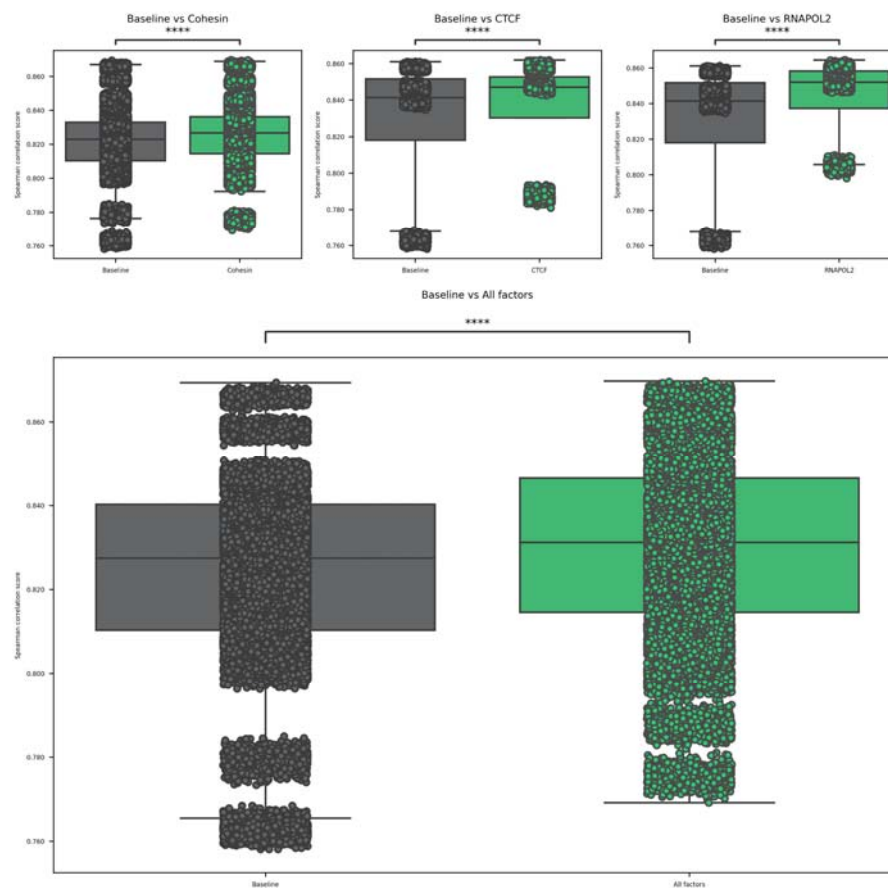 Baseline vs Cohesin
****
Spearman correlation score
0.860
0.840
0.820
0.800
0.780
0.760
Baseline
Cohesin
Baseline vs CTCF
****
Spearman correlation score
0.860
0.840
0.820
0.800
0.780
0.760
Baseline
CTCF
Baseline vs RNAPOL2
****
Spearman correlation score
0.860
0.840
0.820
0.800
0.780
0.760
Baseline
RNAPOL2
Baseline vs All factors
****
Spearman correlation score
0.860
0.840
0.820
0.800
0.780
0.760
Baseline
All factors